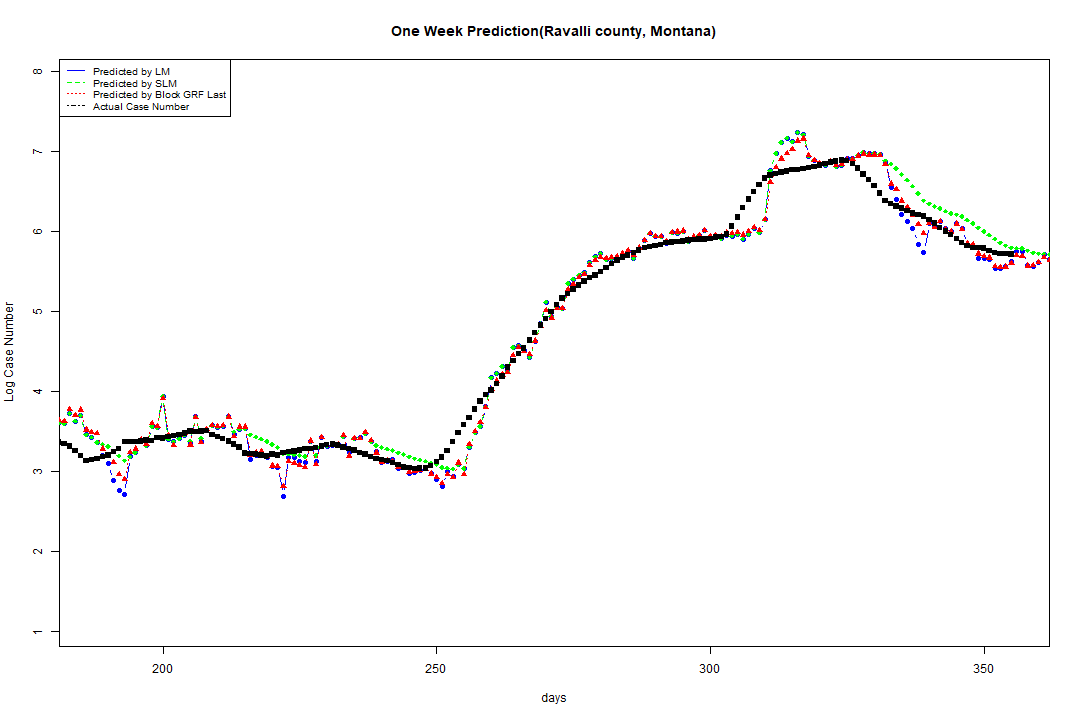 One Week Prediction(Ravalli county, Montana)
Predicted by LM
Predicted by SLM
Predicted by Block GRF Last
Actual Case Number
8
7
6
5
4
3
2
1
Log Case Number
200 250 300 350
days